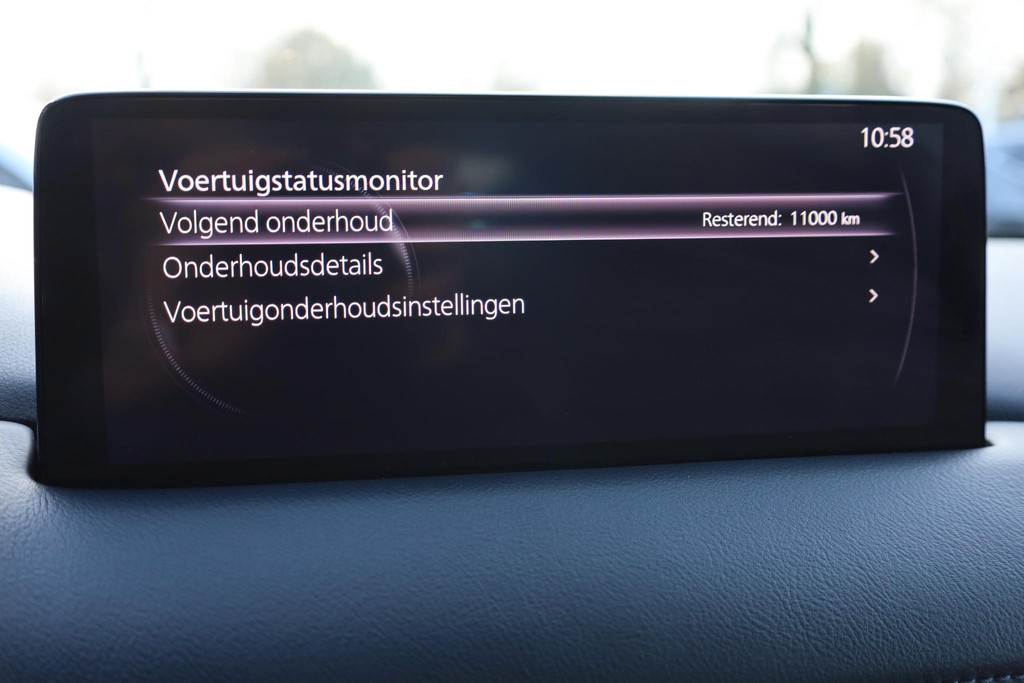 10:58
Voertuigstatusmonitor
Volgend onderhoud Resterend: 11000 km
Onderhoudsdetails
Voertuigonderhoudsinstellingen